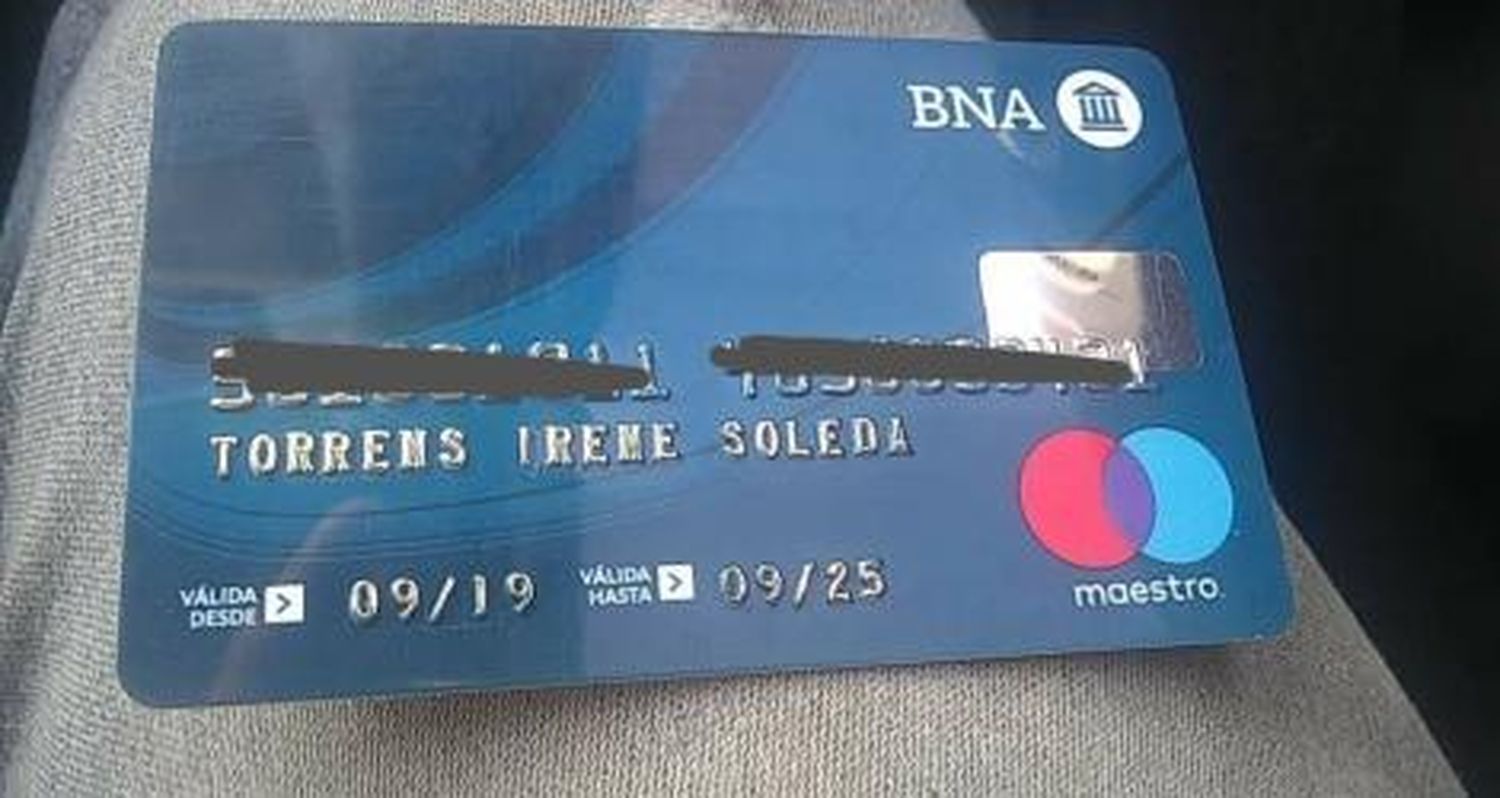 BNA
TORRENS IRENE SOLEDA
VÁLIDA DESDE > 09/19
VÁLIDA HASTA > 09/25
maestro